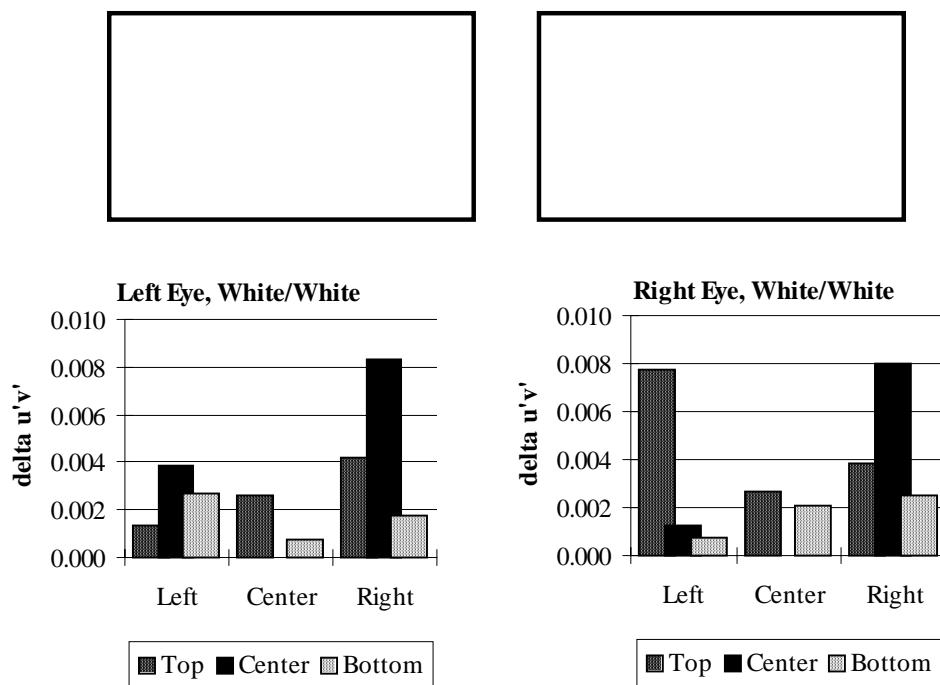 Left Eye, White/White
0.010
0.008
0.006
0.004
0.002
0.000
delta u'v'
Left Center Right
Top Center Bottom
Right Eye, White/White
0.010
0.008
0.006
0.004
0.002
0.000
delta u'v'
Left Center Right
Top Center Bottom